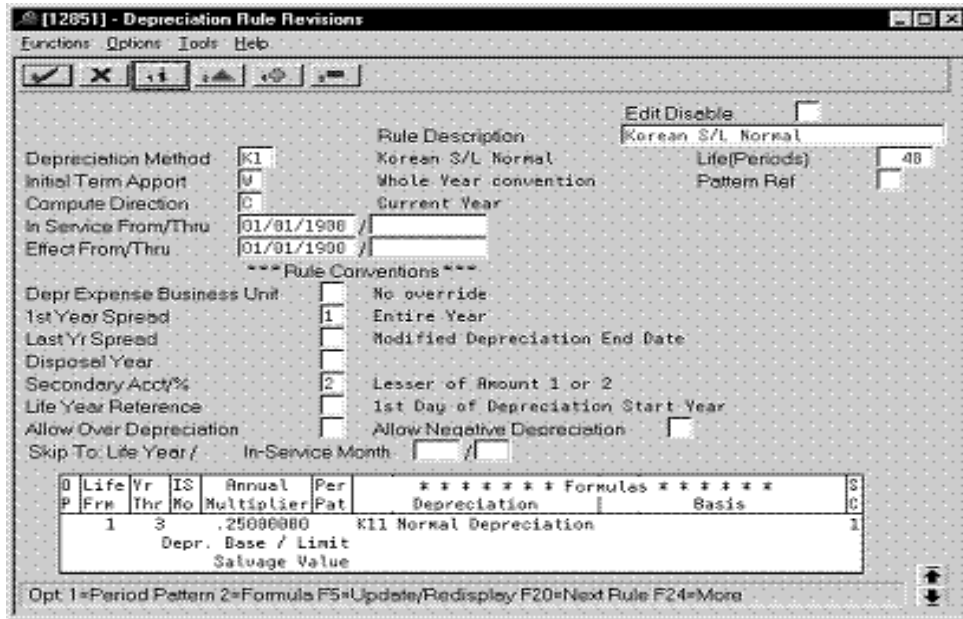 [12851] - Depreciation Rule Revisions
Functions Options Tools Help
Edit Disable
Rule Description Korean S/L Normal
Depreciation Method K1 Korean S/L Normal Life(Periods) 48
Initial Term Apport W Whole Year convention Pattern Ref
Compute Direction C Current Year
In Service From/Thru 01/01/1900 /
Effect From/Thru 01/01/1900 /
*** Rule Conventions ***
Depr Expense Business Unit No override
1st Year Spread 1 Entire Year
Last Yr Spread Modified Depreciation End Date
Disposal Year
Secondary Acct/% 2 Lesser of Amount 1 or 2
Life Year Reference 1st Day of Depreciation Start Year
Allow Over Depreciation Allow Negative Depreciation
Skip To: Life Year / In-Service Month /
O Life Yr IS Annual Per * * * * * * * Formulas * * * * * * S
P Frm Thr Mo Multiplier Pat Depreciation | Basis C
1 3 .25000000 K11 Normal Depreciation 1
Depr. Base / Limit
Salvage Value
Opt: 1=Period Pattern 2=Formula F5=Update/Redisplay F20=Next Rule F24=More